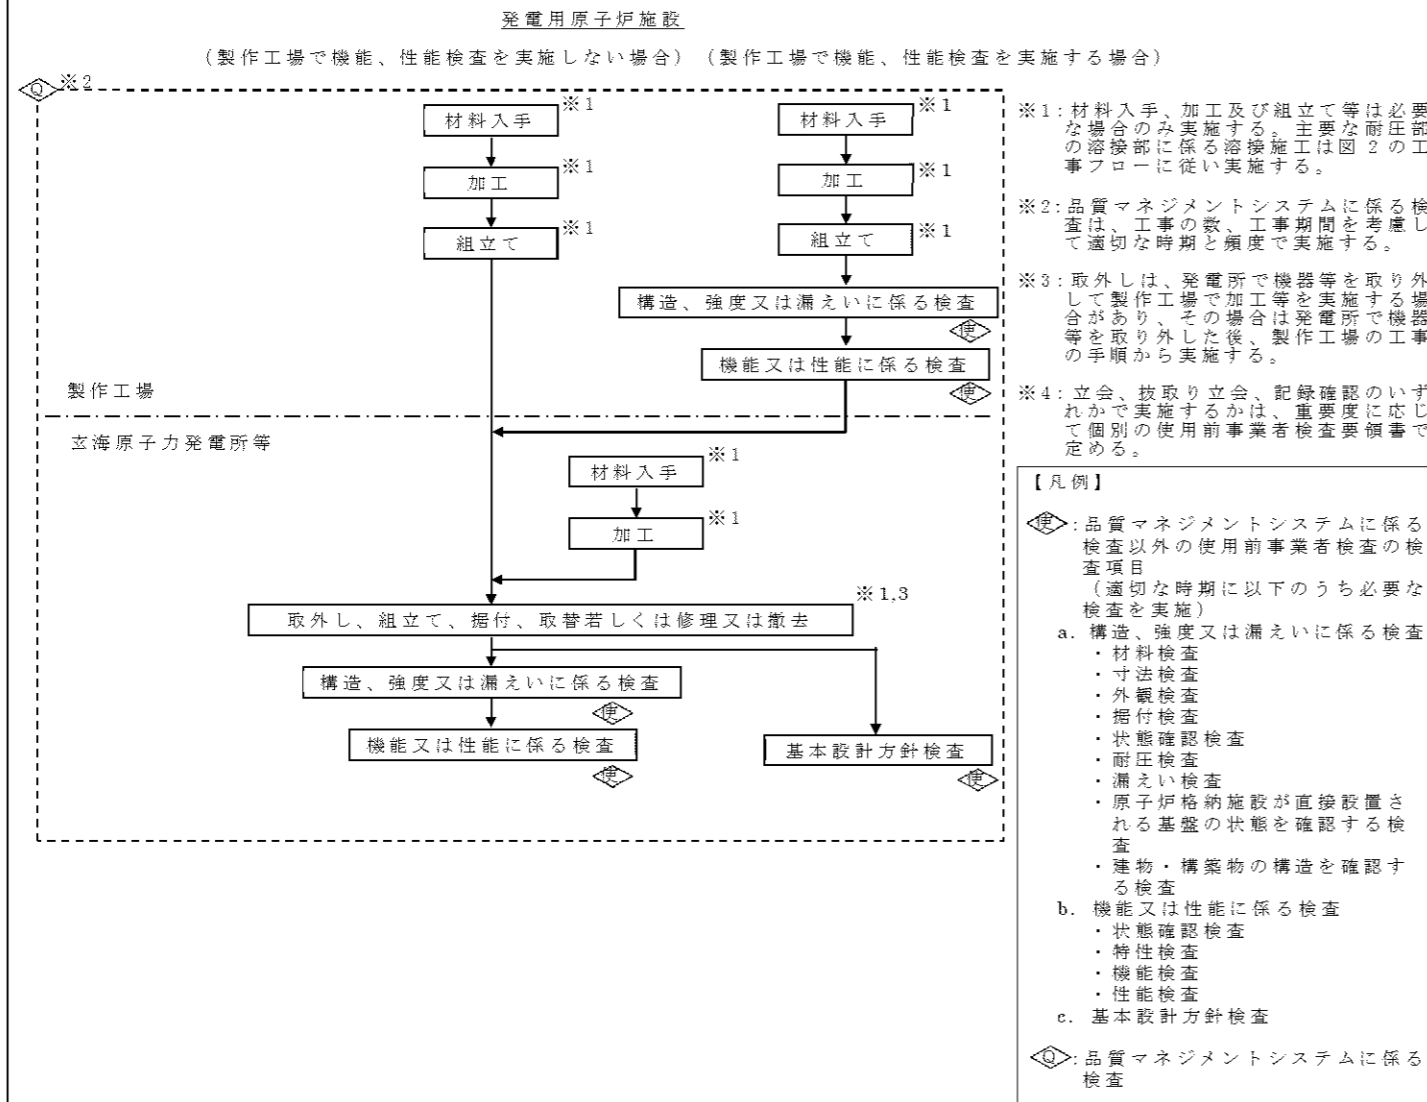 発電用原子炉施設
（製作工場で機能、性能検査を実施しない場合）（製作工場で機能、性能検査を実施する場合）
Q ※2
材料入手 ※1
加工 ※1
組立て ※1
材料入手 ※1
加工 ※1
組立て ※1
構造、強度又は漏えいに係る検査
使
機能又は性能に係る検査
使
製作工場
玄海原子力発電所等
材料入手 ※1
加工 ※1
※1,3
取外し、組立て、据付、取替若しくは修理又は撤去
構造、強度又は漏えいに係る検査
使
機能又は性能に係る検査
使
基本設計方針検査
使
※1：材料入手、加工及び組立て等は必要
な場合のみ実施する。主要な耐圧部
の溶接部に係る溶接施工は図2の工
事フローに従い実施する。
※2：品質マネジメントシステムに係る検
査は、工事の数、工事期間を考慮し
て適切な時期と頻度で実施する。
※3：取外しは、発電所で機器等を取り外
して製作工場で加工等を実施する場
合があり、その場合は発電所で機器
等を取り外した後、製作工場の工事
の手順から実施する。
※4：立会、抜取り立会、記録確認のいず
れかで実施するかは、重要度に応じ
て個別の使用前事業者検査要領書で
定める。
【凡例】
使：品質マネジメントシステムに係る
検査以外の使用前事業者検査の検
査項目
（適切な時期に以下のうち必要な
検査を実施）
a. 構造、強度又は漏えいに係る検査
・材料検査
・寸法検査
・外観検査
・据付検査
・状態確認検査
・耐圧検査
・漏えい検査
・原子炉格納施設が直接設置さ
れる基盤の状態を確認する検
査
・建物・構築物の構造を確認す
る検査
b. 機能又は性能に係る検査
・状態確認検査
・特性検査
・機能検査
・性能検査
c. 基本設計方針検査
Q：品質マネジメントシステムに係る
検査